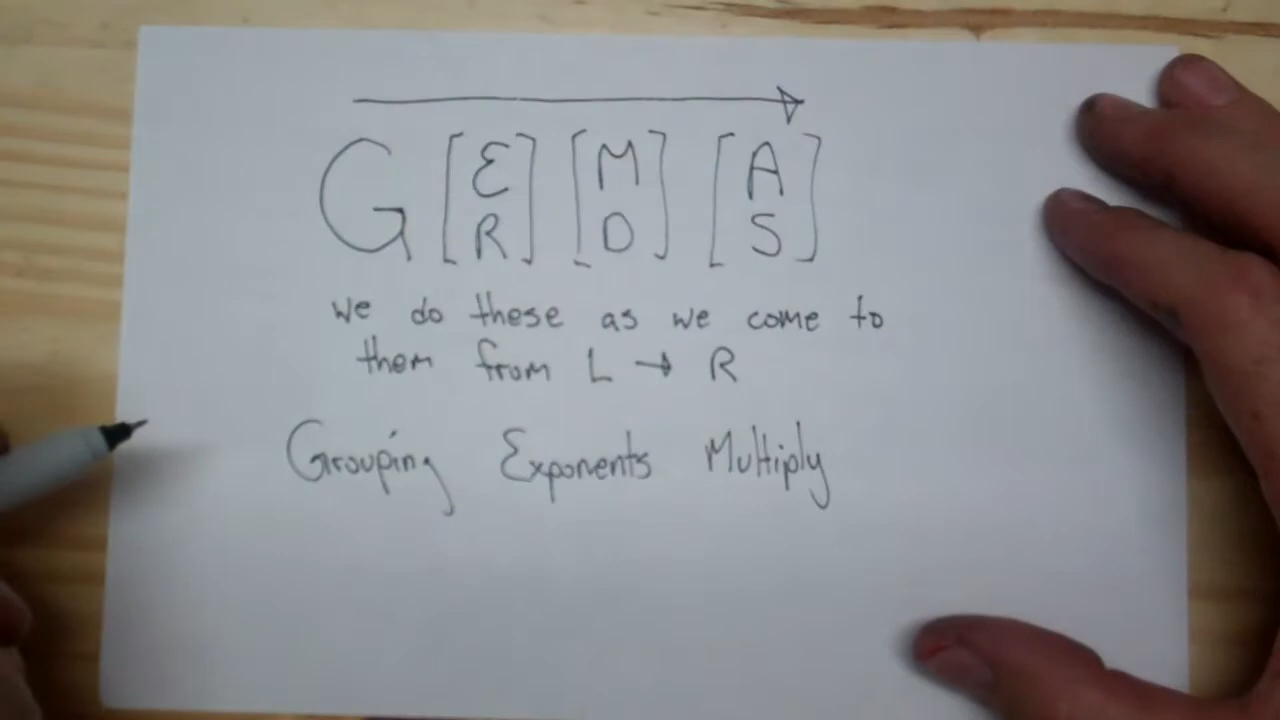 G [E R] [M D] [A S]
we do these as we come to
them from L → R
Grouping Exponents Multiply